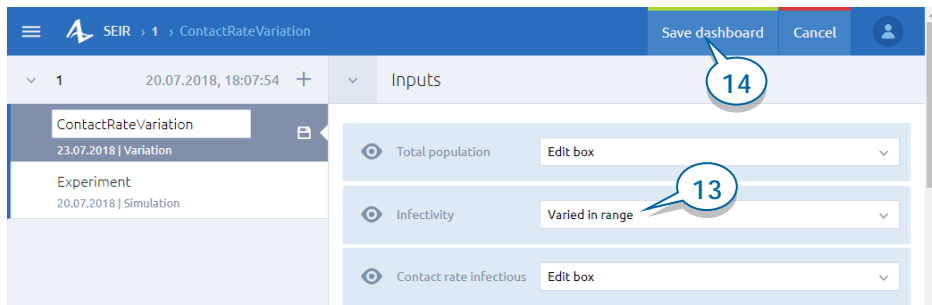 SEIR > 1 > ContactRateVariation
Save dashboard
Cancel
1
20.07.2018, 18:07:54
Inputs
14
ContactRateVariation
23.07.2018 | Variation
Total population
Edit box
Experiment
20.07.2018 | Simulation
13
Infectivity
Varied in range
Contact rate infectious
Edit box